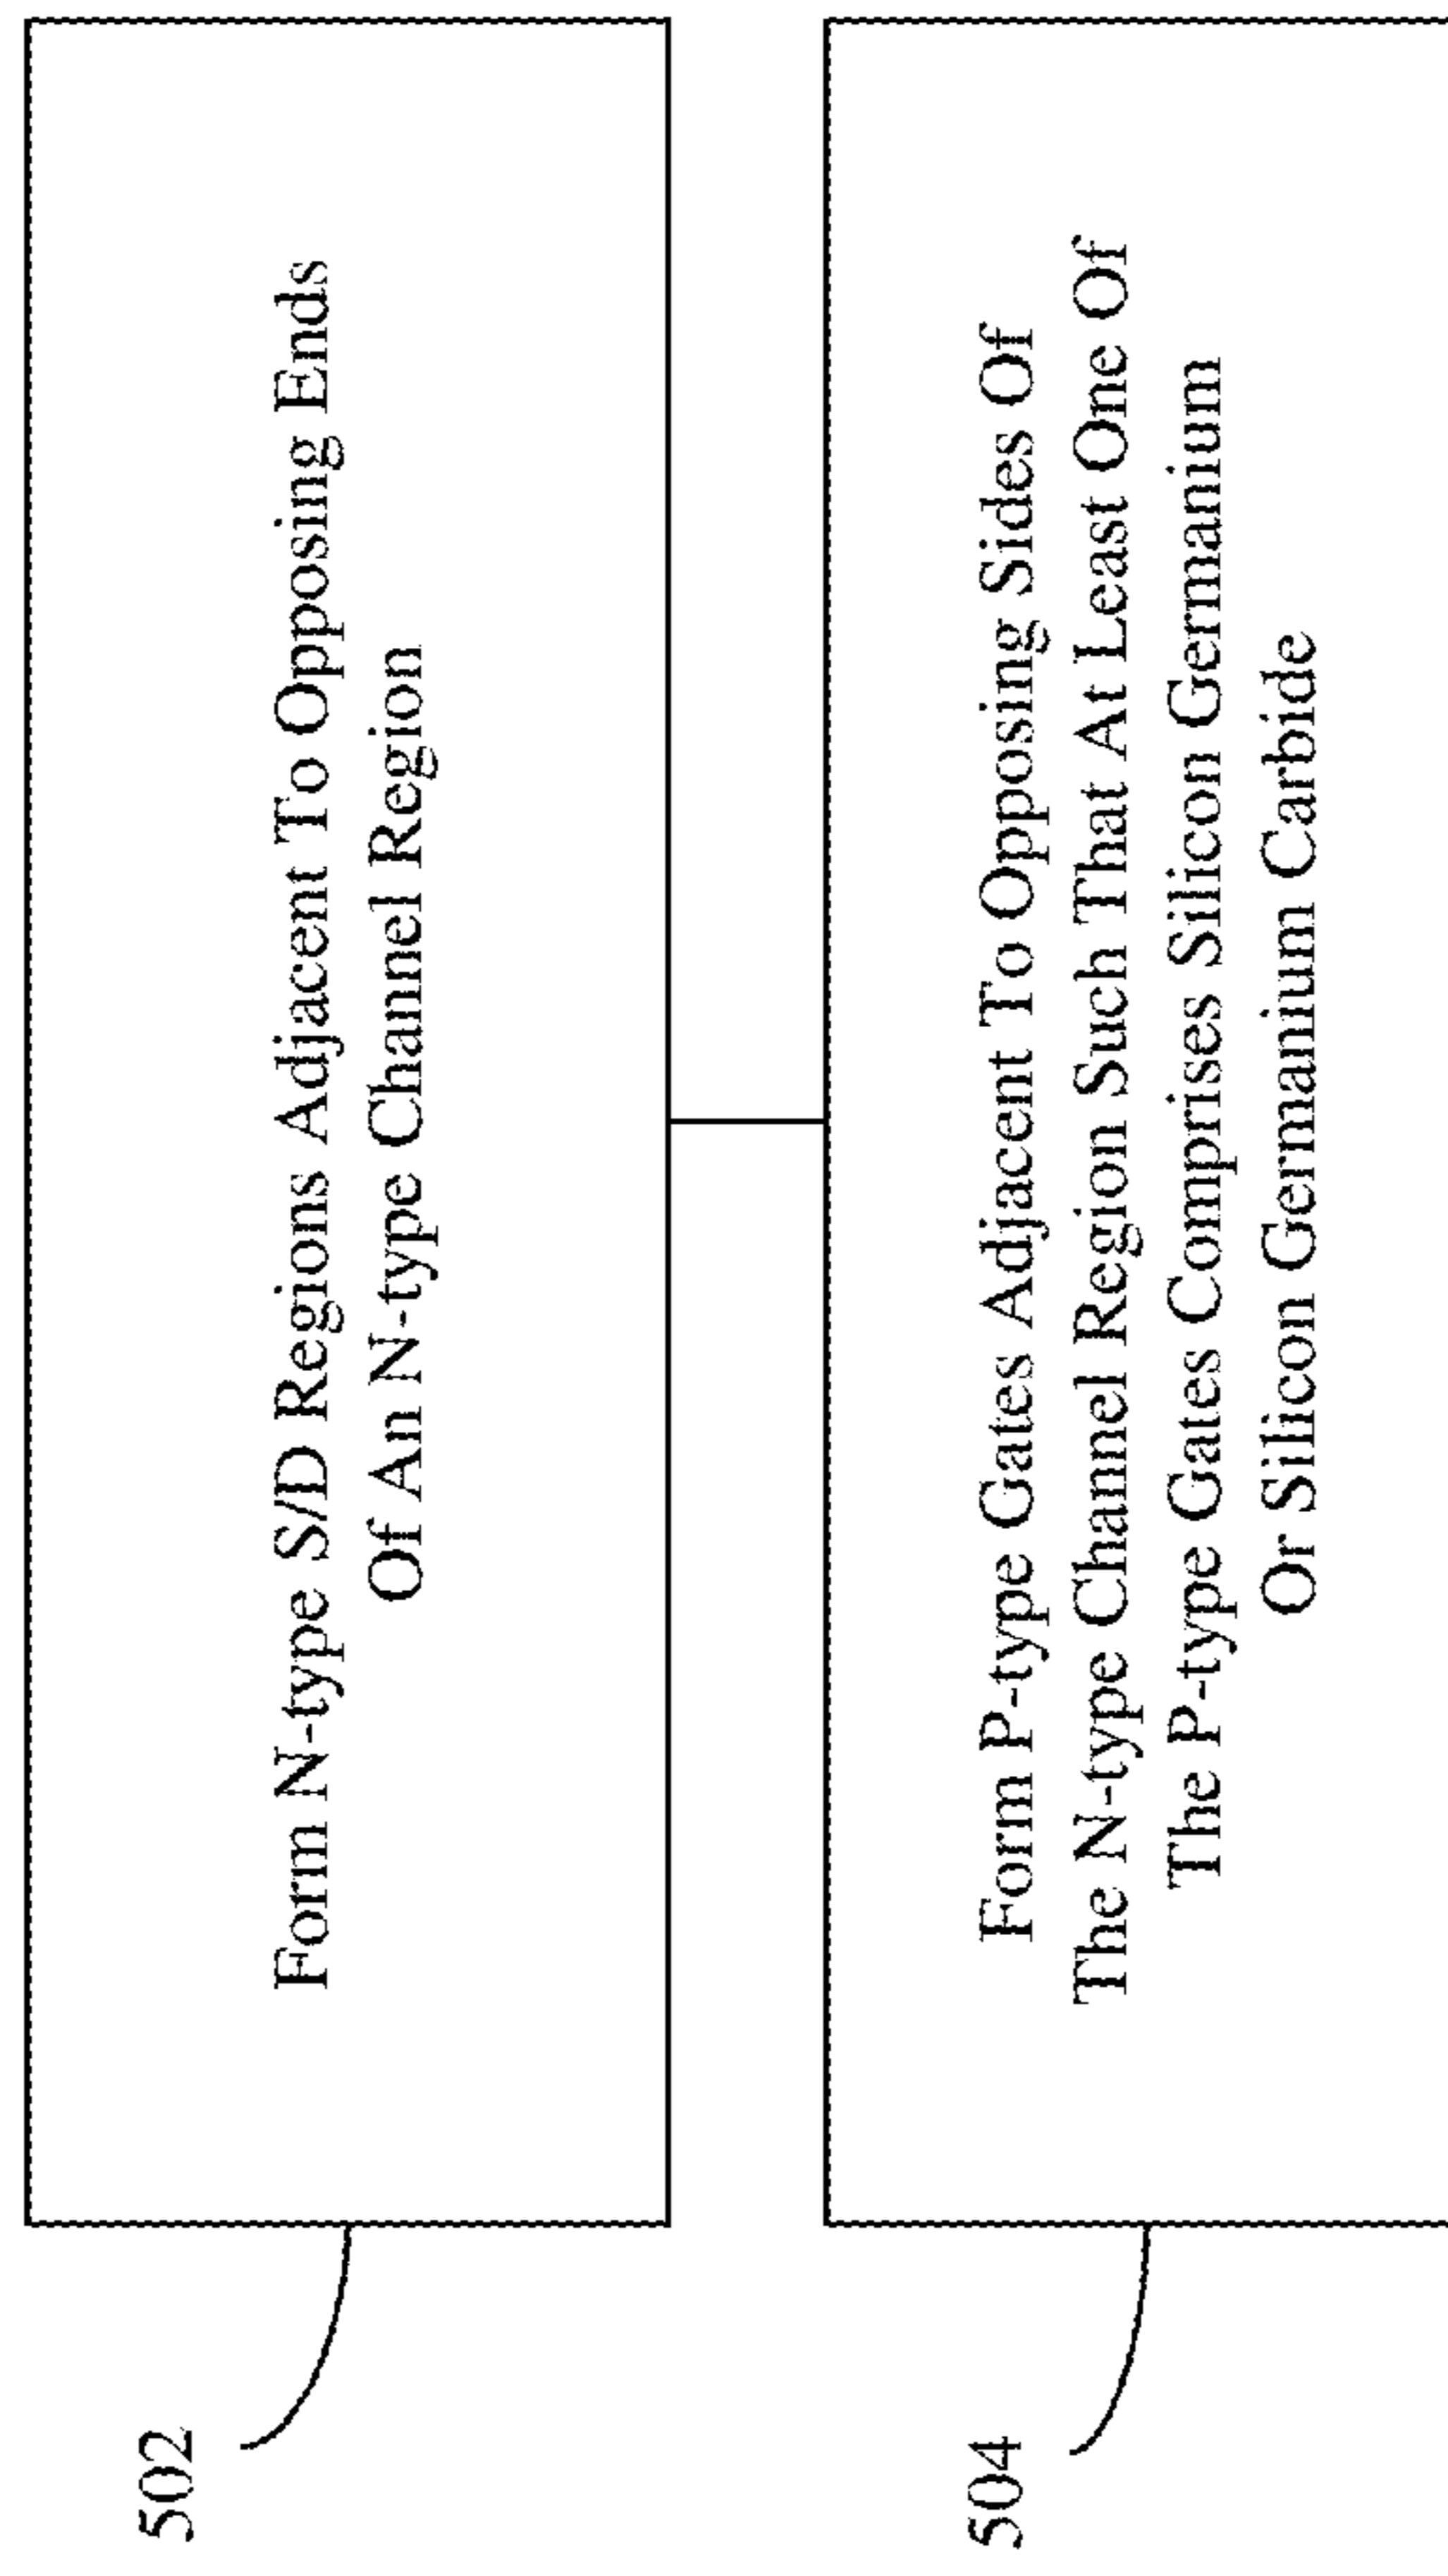 502
Form N-type S/D Regions Adjacent To Opposing Ends
Of An N-type Channel Region
504
Form P-type Gates Adjacent To Opposing Sides Of
The N-type Channel Region Such That At Least One Of
The P-type Gates Comprises Silicon Germanium
Or Silicon Germanium Carbide